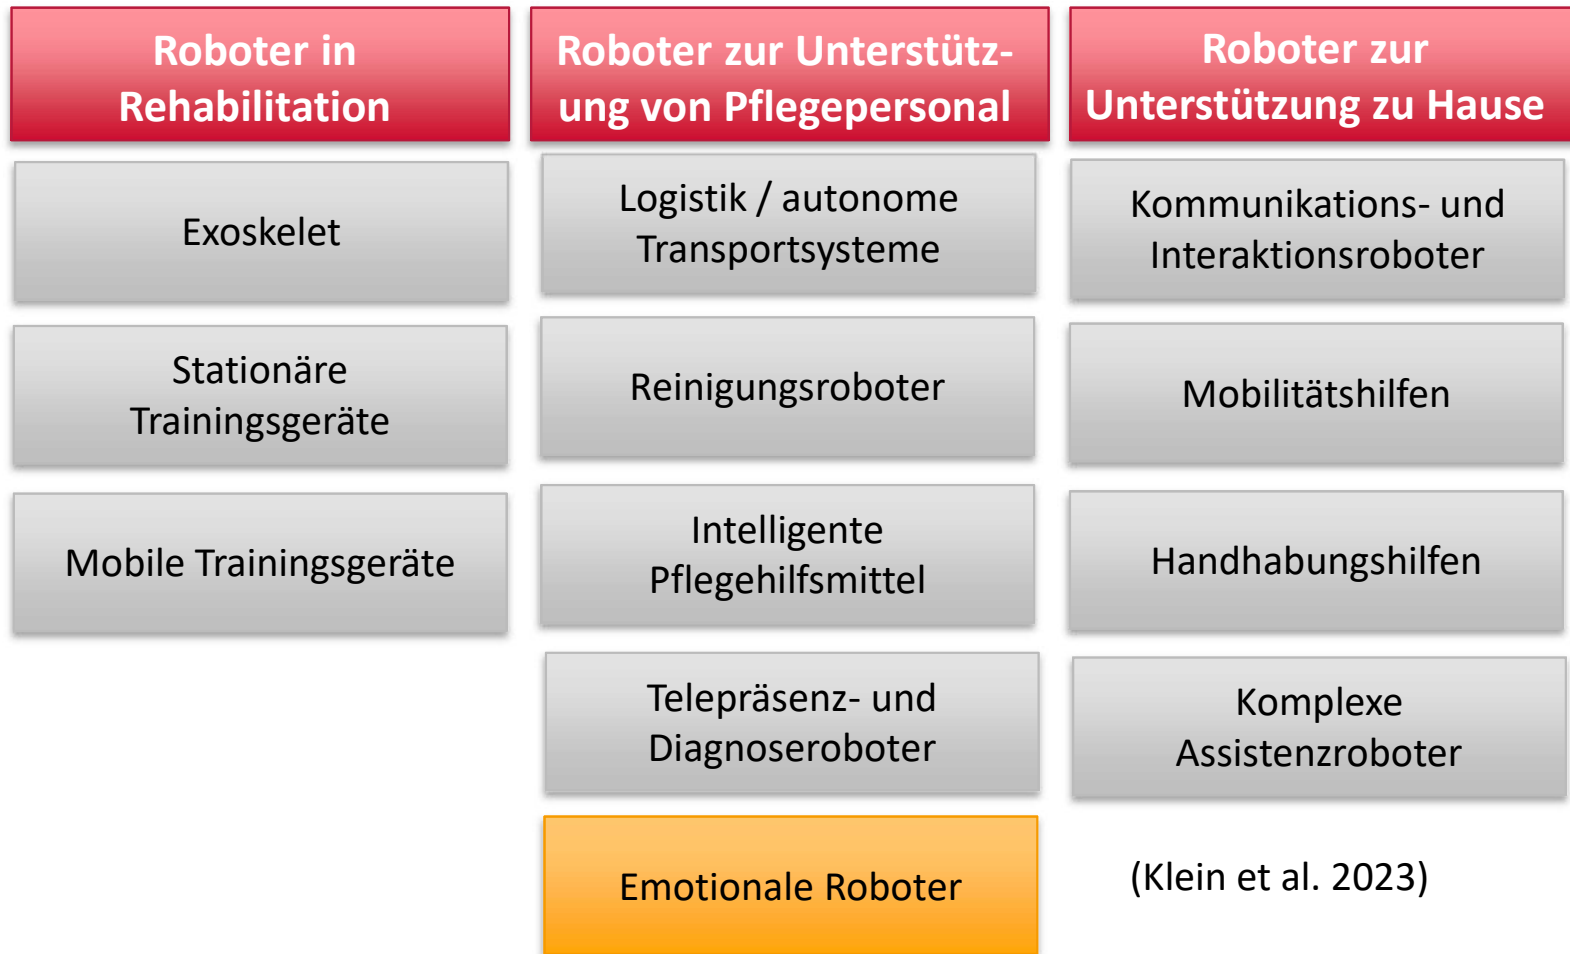 Roboter in
Rehabilitation
Exoskelet
Stationäre
Trainingsgeräte
Mobile Trainingsgeräte
Roboter zur Unterstütz-
ung von Pflegepersonal
Logistik / autonome
Transportsysteme
Reinigungsroboter
Intelligente
Pflegehilfsmittel
Telepräsenz- und
Diagnoseroboter
Emotionale Roboter
Roboter zur
Unterstützung zu Hause
Kommunikations- und
Interaktionsroboter
Mobilitätshilfen
Handhabungshilfen
Komplexe
Assistenzroboter
(Klein et al. 2023)